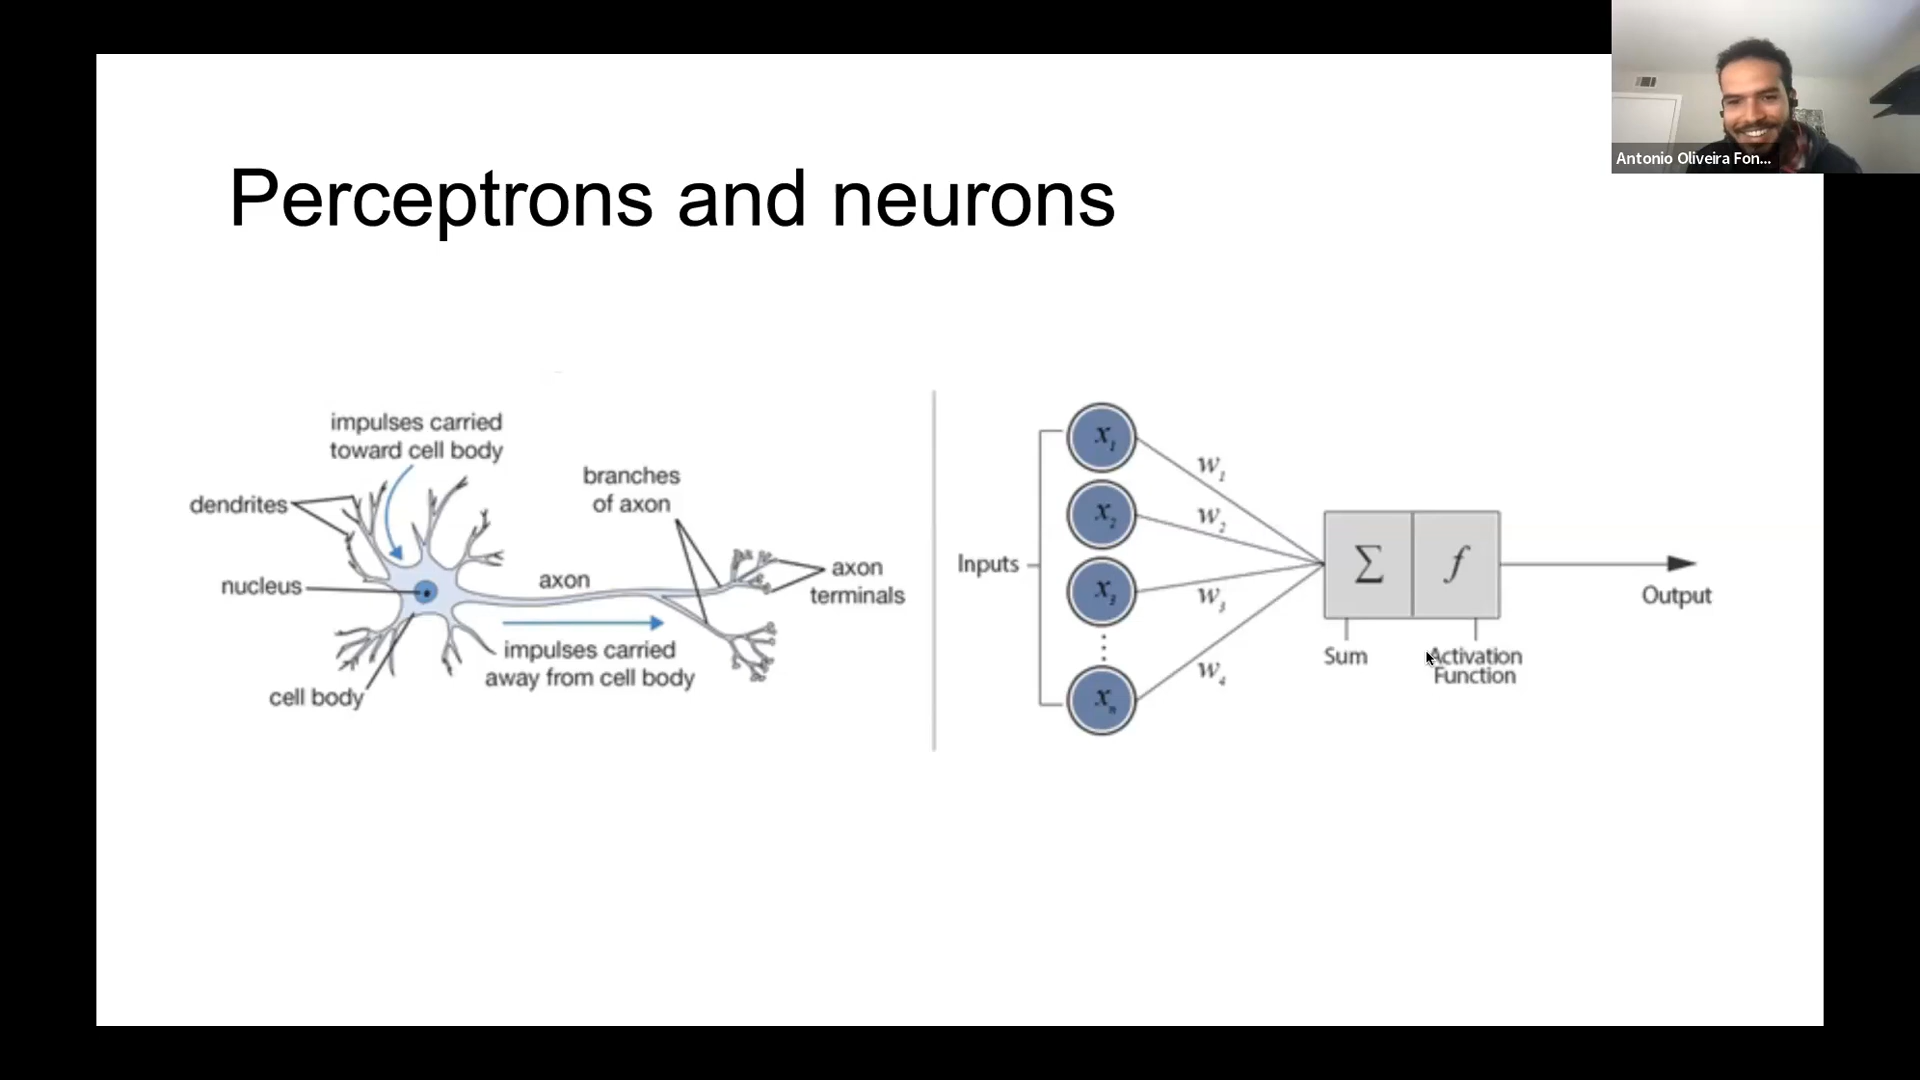 Antonio Oliveira Fon...
Perceptrons and neurons
impulses carried
toward cell body
branches
of axon
dendrites
nucleus
axon
axon
terminals
impulses carried
away from cell body
cell body
Inputs
x1
x2
x3
xn
w1
w2
w3
w4
∑ f
Sum
Activation
Function
Output